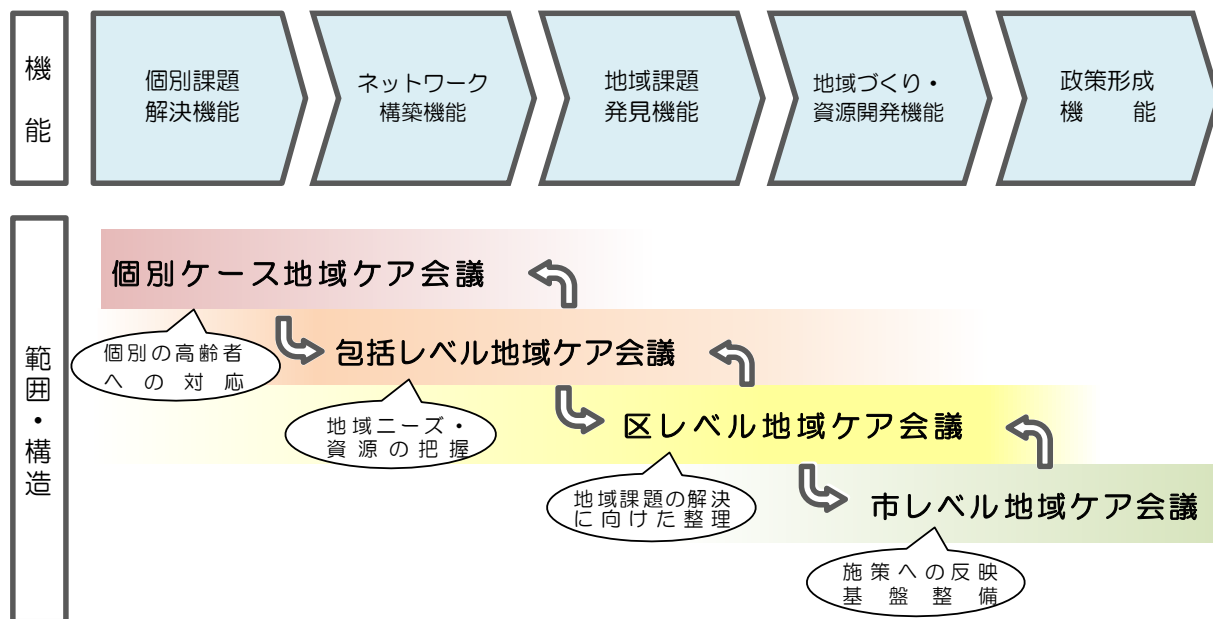 機能
個別課題
解決機能
ネットワーク
構築機能
地域課題
発見機能
地域づくり・
資源開発機能
政策形成
機能
範囲・構造
個別ケース地域ケア会議
個別の高齢者
への対応
包括レベル地域ケア会議
地域ニーズ・
資源の把握
区レベル地域ケア会議
地域課題の解決
に向けた整理
市レベル地域ケア会議
施策への反映
基盤整備